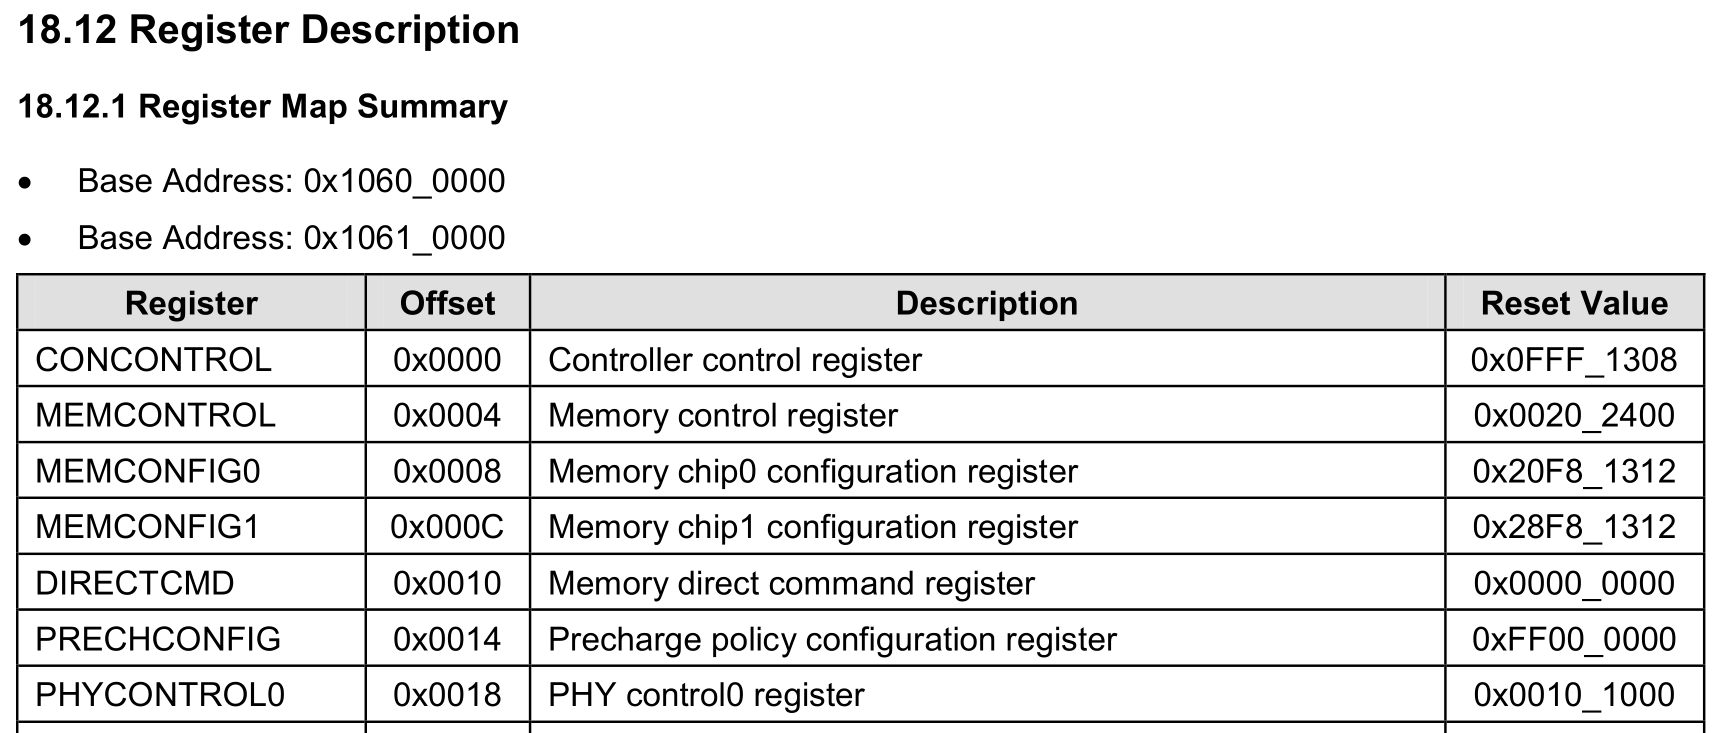 18.12 Register Description
18.12.1 Register Map Summary
• Base Address: 0x1060_0000
• Base Address: 0x1061_0000
Register Offset Description Reset Value
CONCONTROL 0x0000 Controller control register 0x0FFF_1308
MEMCONTROL 0x0004 Memory control register 0x0020_2400
MEMCONFIG0 0x0008 Memory chip0 configuration register 0x20F8_1312
MEMCONFIG1 0x000C Memory chip1 configuration register 0x28F8_1312
DIRECTCMD 0x0010 Memory direct command register 0x0000_0000
PRECHCONFIG 0x0014 Precharge policy configuration register 0xFF00_0000
PHYCONTROL0 0x0018 PHY control0 register 0x0010_1000